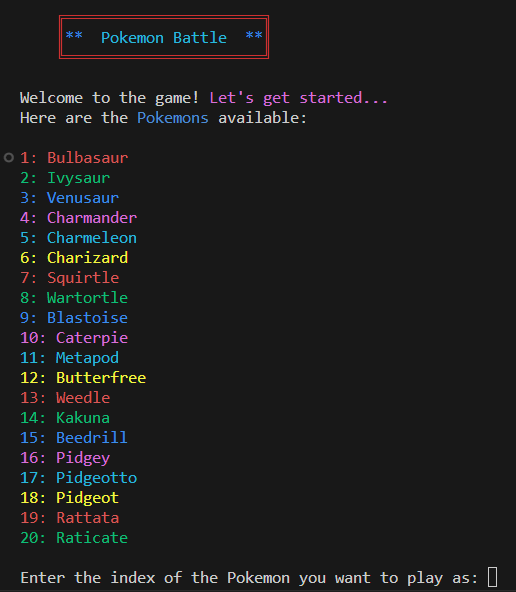 ** Pokemon Battle **
Welcome to the game! Let's get started...
Here are the Pokemons available:
1: Bulbasaur
2: Ivysaur
3: Venusaur
4: Charmander
5: Charmeleon
6: Charizard
7: Squirtle
8: Wartortle
9: Blastoise
10: Caterpie
11: Metapod
12: Butterfree
13: Weedle
14: Kakuna
15: Beedrill
16: Pidgey
17: Pidgeotto
18: Pidgeot
19: Rattata
20: Raticate
Enter the index of the Pokemon you want to play as: